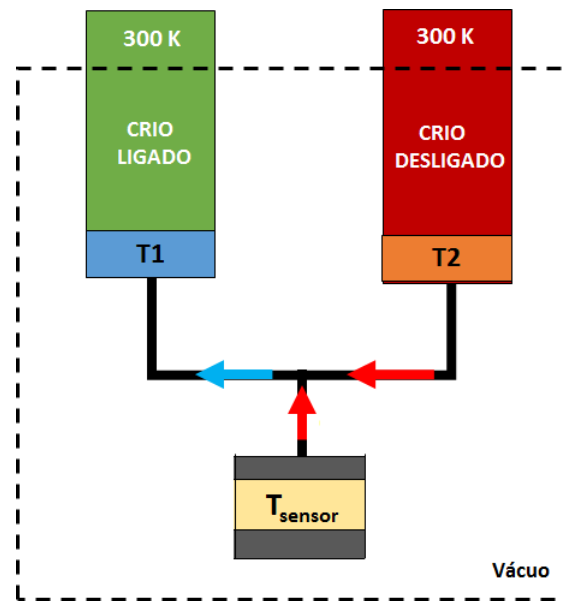 300 K
CRIO
LIGADO
T1
300 K
CRIO
DESLIGADO
T2
Tsensor
Vácuo